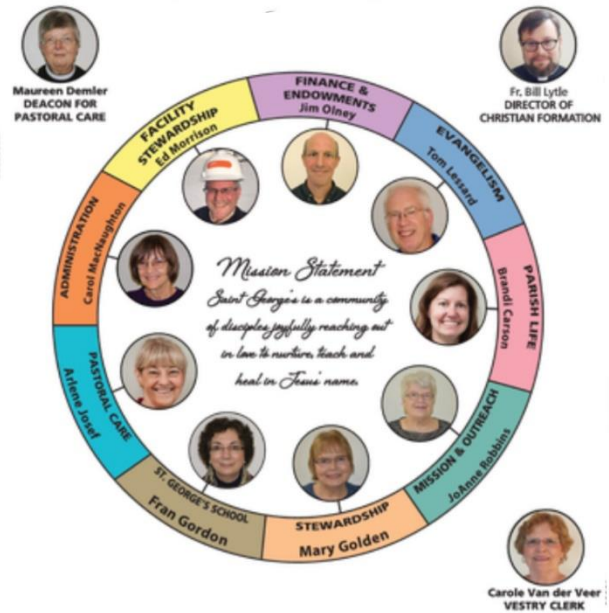 Maureen Demler
DEACON FOR
PASTORAL CARE
Fr. Bill Lytle
DIRECTOR OF
CHRISTIAN FORMATION
FINANCE &
ENDOWMENTS
Jim Olney
EVANGELISM
Tom Lessard
PARISH LIFE
Brandi Carson
MISSION & OUTREACH
JoAnne Robbins
STEWARDSHIP
Mary Golden
ST. GEORGE'S SCHOOL
Fran Gordon
PASTORAL CARE
Arlene Josef
ADMINISTRATION
Carol MacNaughton
FACILITY
STEWARDSHIP
Ed Morrison
Mission Statement
Saint George's is a community
of disciples joyfully reaching out
in love to nurture, teach and
heal in Jesus' name.
Carole Van der Veer
VESTRY CLERK